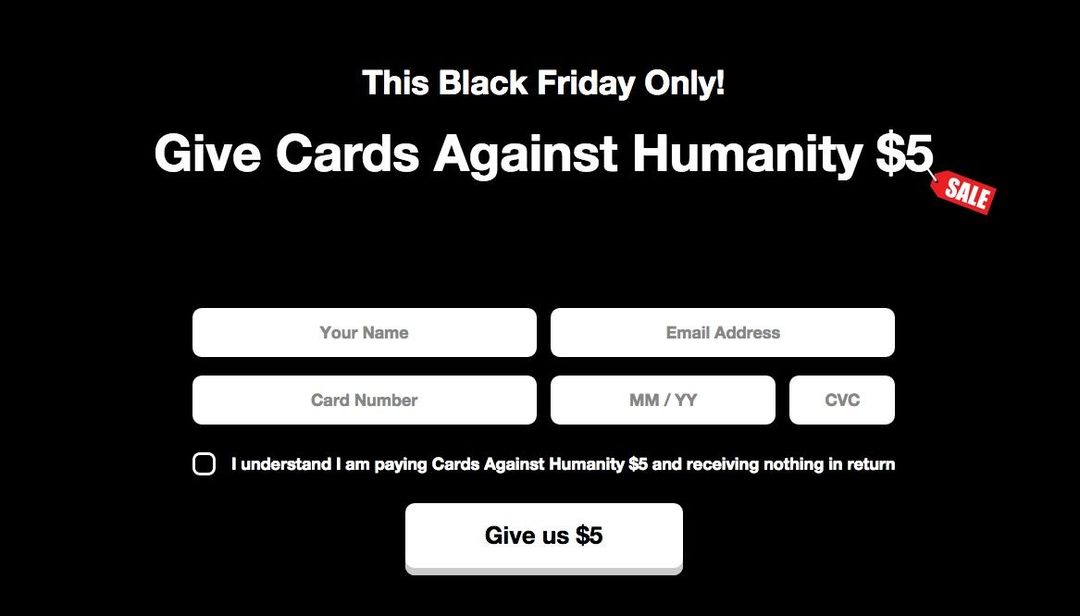 This Black Friday Only!
Give Cards Against Humanity $5
SALE
Your Name
Email Address
Card Number
MM / YY
CVC
I understand I am paying Cards Against Humanity $5 and receiving nothing in return
Give us $5